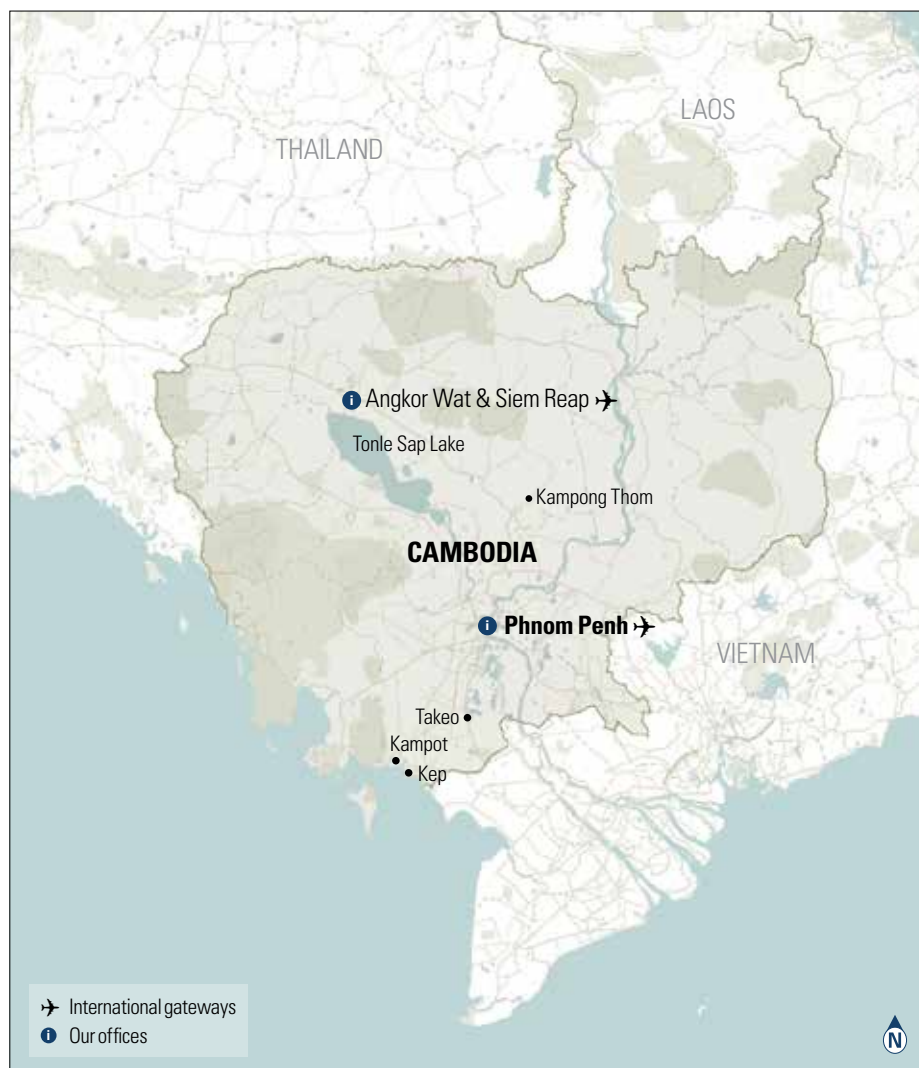 LAOS
THAILAND
i Angkor Wat & Siem Reap
Tonle Sap Lake
Kampong Thom
CAMBODIA
i Phnom Penh
VIETNAM
Takeo
Kampot
Kep
International gateways
i Our offices
N